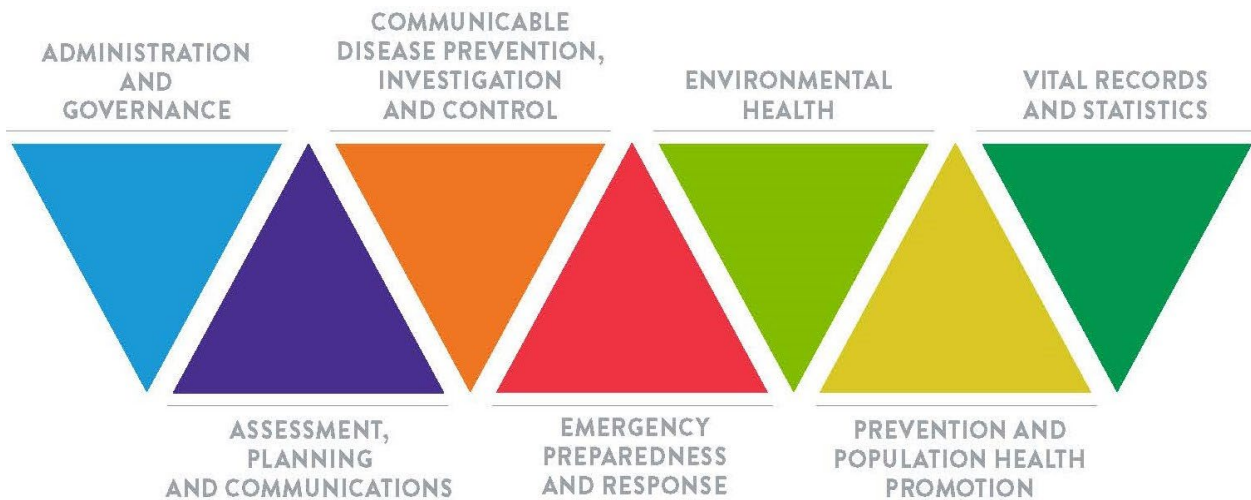 ADMINISTRATION
AND
GOVERNANCE
COMMUNICABLE
DISEASE PREVENTION,
INVESTIGATION
AND CONTROL
ENVIRONMENTAL
HEALTH
VITAL RECORDS
AND STATISTICS
ASSESSMENT,
PLANNING
AND COMMUNICATIONS
EMERGENCY
PREPAREDNESS
AND RESPONSE
PREVENTION AND
POPULATION HEALTH
PROMOTION